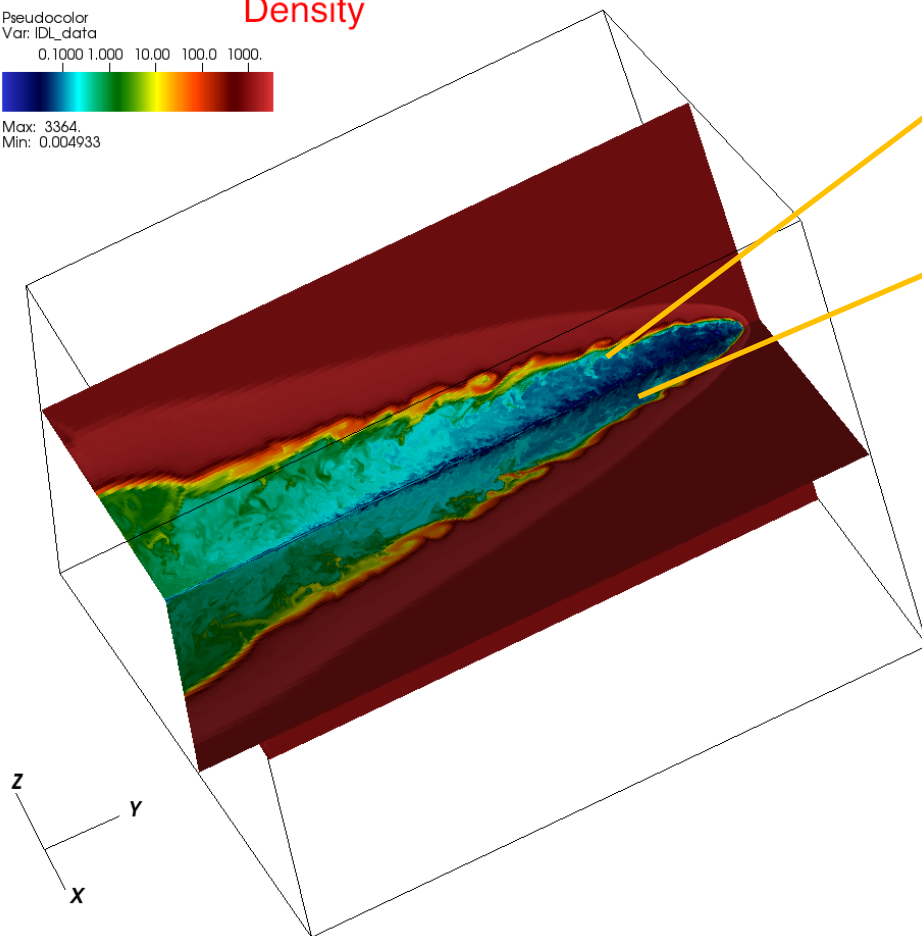 Density
Pseudocolor
Var: IDL_data
0.1000 1.000 10.00 100.0 1000.
Max: 3364.
Min: 0.004933
Z
Y
X